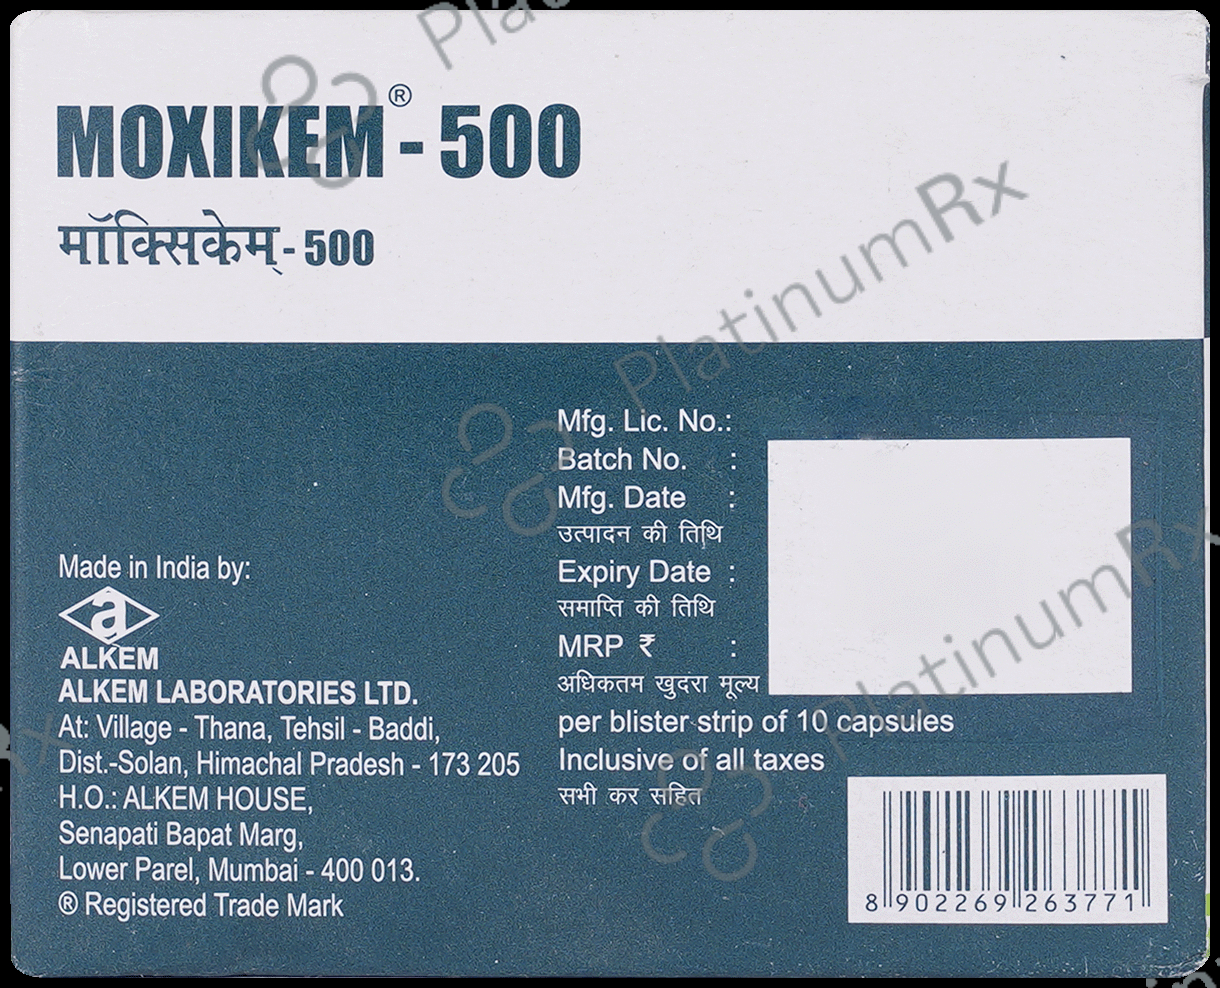 MOXIKEM® - 500
मॉक्सिकेम् - 500
Mfg. Lic. No.:
Batch No. :
Mfg. Date :
उत्पादन की तिथि
Expiry Date :
समाप्ति की तिथि
MRP ₹ :
अधिकतम खुदरा मूल्य
per blister strip of 10 capsules
Inclusive of all taxes
सभी कर सहित
Made in India by:
a
ALKEM
ALKEM LABORATORIES LTD.
At: Village - Thana, Tehsil - Baddi,
Dist.-Solan, Himachal Pradesh - 173 205
H.O.: ALKEM HOUSE,
Senapati Bapat Marg,
Lower Parel, Mumbai - 400 013.
® Registered Trade Mark
8 902269 263771
PlatinumRx
PlatinumRx